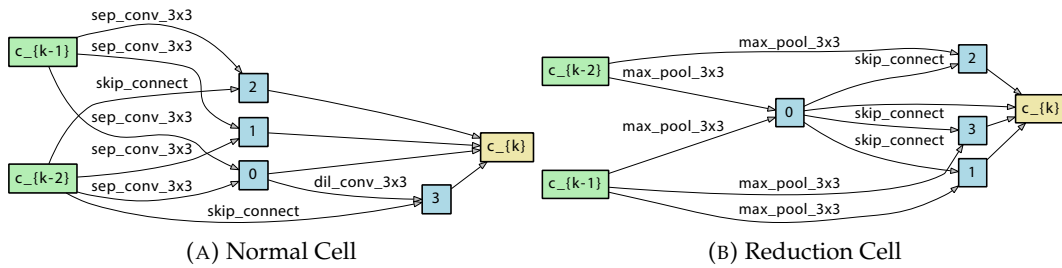 sep_conv_3x3
c_{k-1}
sep_conv_3x3
skip_connect
2
sep_conv_3x3
1
sep_conv_3x3
c_{k}
c_{k-2}
0
sep_conv_3x3
dil_conv_3x3
3
skip_connect
(A) Normal Cell
max_pool_3x3
2
skip_connect
c_{k-2}
max_pool_3x3
0
c_{k}
skip_connect
3
max_pool_3x3
skip_connect
1
c_{k-1}
max_pool_3x3
max_pool_3x3
(B) Reduction Cell